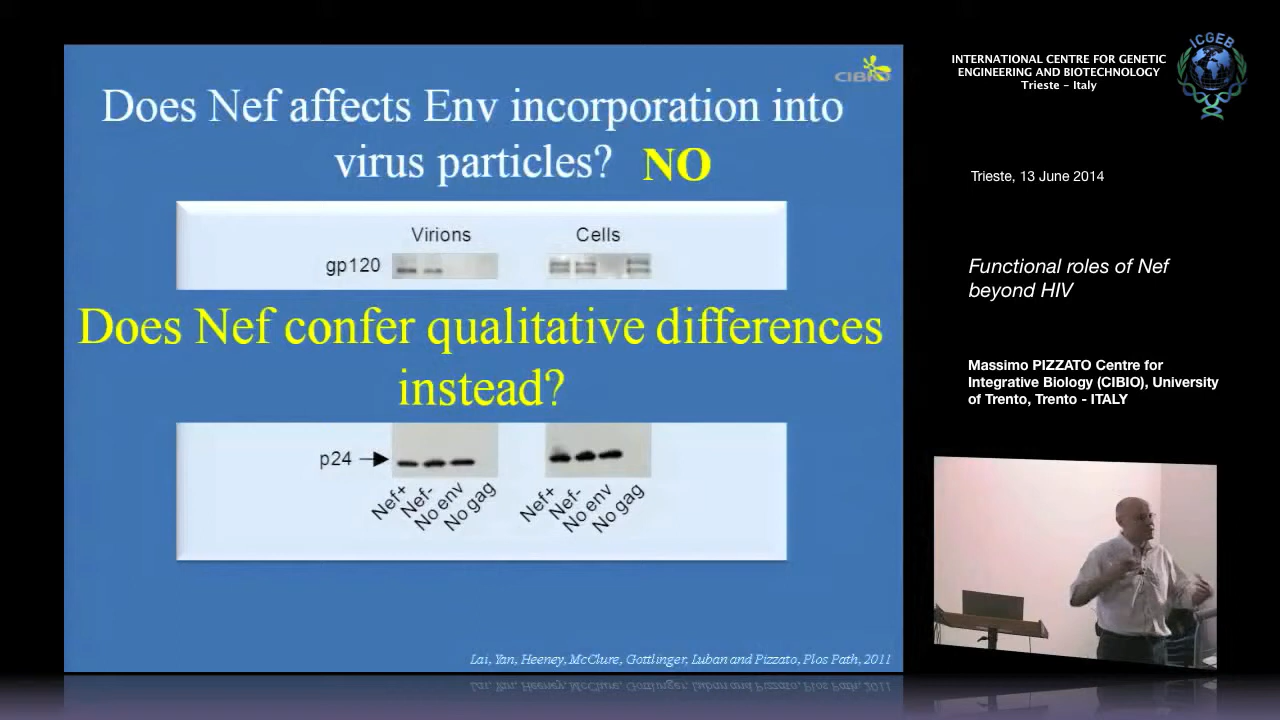 CIBIO
Does Nef affects Env incorporation into
virus particles? NO
Virions Cells
gp120
Does Nef confer qualitative differences
instead?
p24
Nef+ Nef- No env No gag Nef+ Nef- No env No gag
Lai, Yan, Heeney, McClure, Gottlinger, Luban and Pizzato, Plos Path, 2011
INTERNATIONAL CENTRE FOR GENETIC
ENGINEERING AND BIOTECHNOLOGY
Trieste - Italy
ICGEB
Trieste, 13 June 2014
Functional roles of Nef
beyond HIV
Massimo PIZZATO Centre for
Integrative Biology (CIBIO), University
of Trento, Trento - ITALY